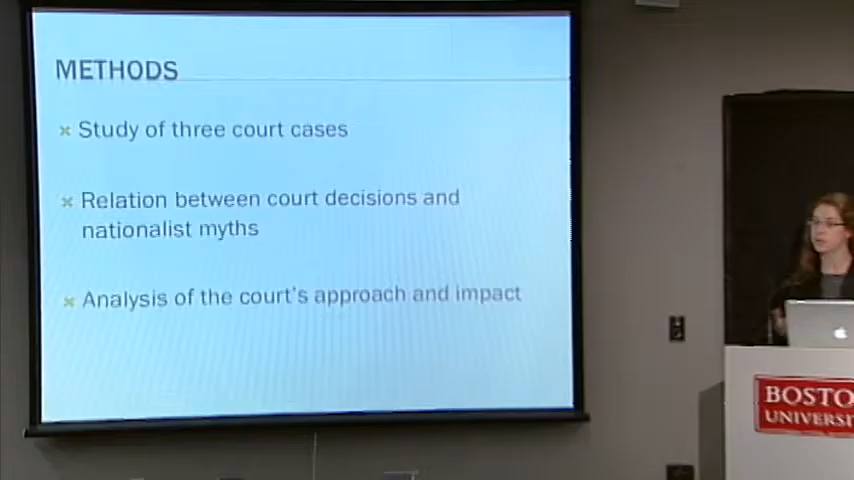 METHODS
Study of three court cases
Relation between court decisions and
nationalist myths
Analysis of the court's approach and impact
BOSTO
UNIVERSI